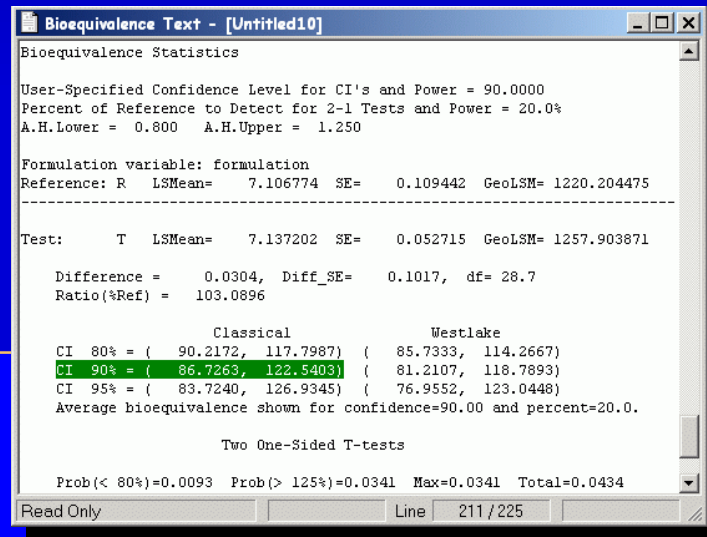 Bioequivalence Text - [Untitled10]
Bioequivalence Statistics
User-Specified Confidence Level for CI's and Power = 90.0000
Percent of Reference to Detect for 2-1 Tests and Power = 20.0%
A.H.Lower = 0.800 A.H.Upper = 1.250
Formulation variable: formulation
Reference: R LSMean= 7.106774 SE= 0.109442 GeoLSM= 1220.204475
--------------------------------------------------------------------------
Test: T LSMean= 7.137202 SE= 0.052715 GeoLSM= 1257.903871
Difference = 0.0304, Diff_SE= 0.1017, df= 28.7
Ratio(%Ref) = 103.0896
Classical Westlake
CI 80% = ( 90.2172, 117.7987) ( 85.7333, 114.2667)
CI 90% = ( 86.7263, 122.5403) ( 81.2107, 118.7893)
CI 95% = ( 83.7240, 126.9345) ( 76.9552, 123.0448)
Average bioequivalence shown for confidence=90.00 and percent=20.0.
Two One-Sided T-tests
Prob(< 80%)=0.0093 Prob(> 125%)=0.0341 Max=0.0341 Total=0.0434
Read Only Line 211 / 225